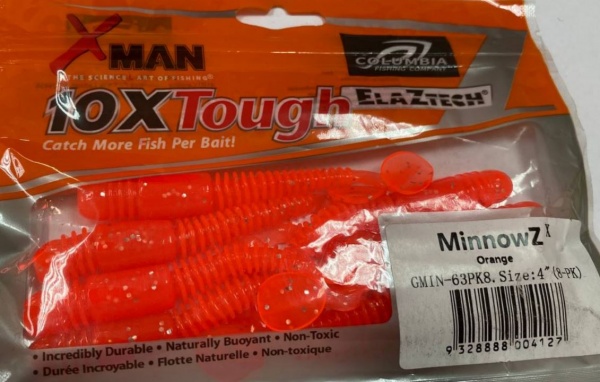 XMAN
THE SCIENCE + ART OF FISHING
COLUMBIA
FISHING COMPANY
10XTough
ELAZTECH®
Catch More Fish Per Bait!
MinnowZ X
Orange
GMIN-63PK8. Size:4"(8-PK)
9 328888 004127
• Incredibly Durable • Naturally Buoyant • Non-Toxic
• Durée Incroyable • Flotte Naturelle • Non-toxique